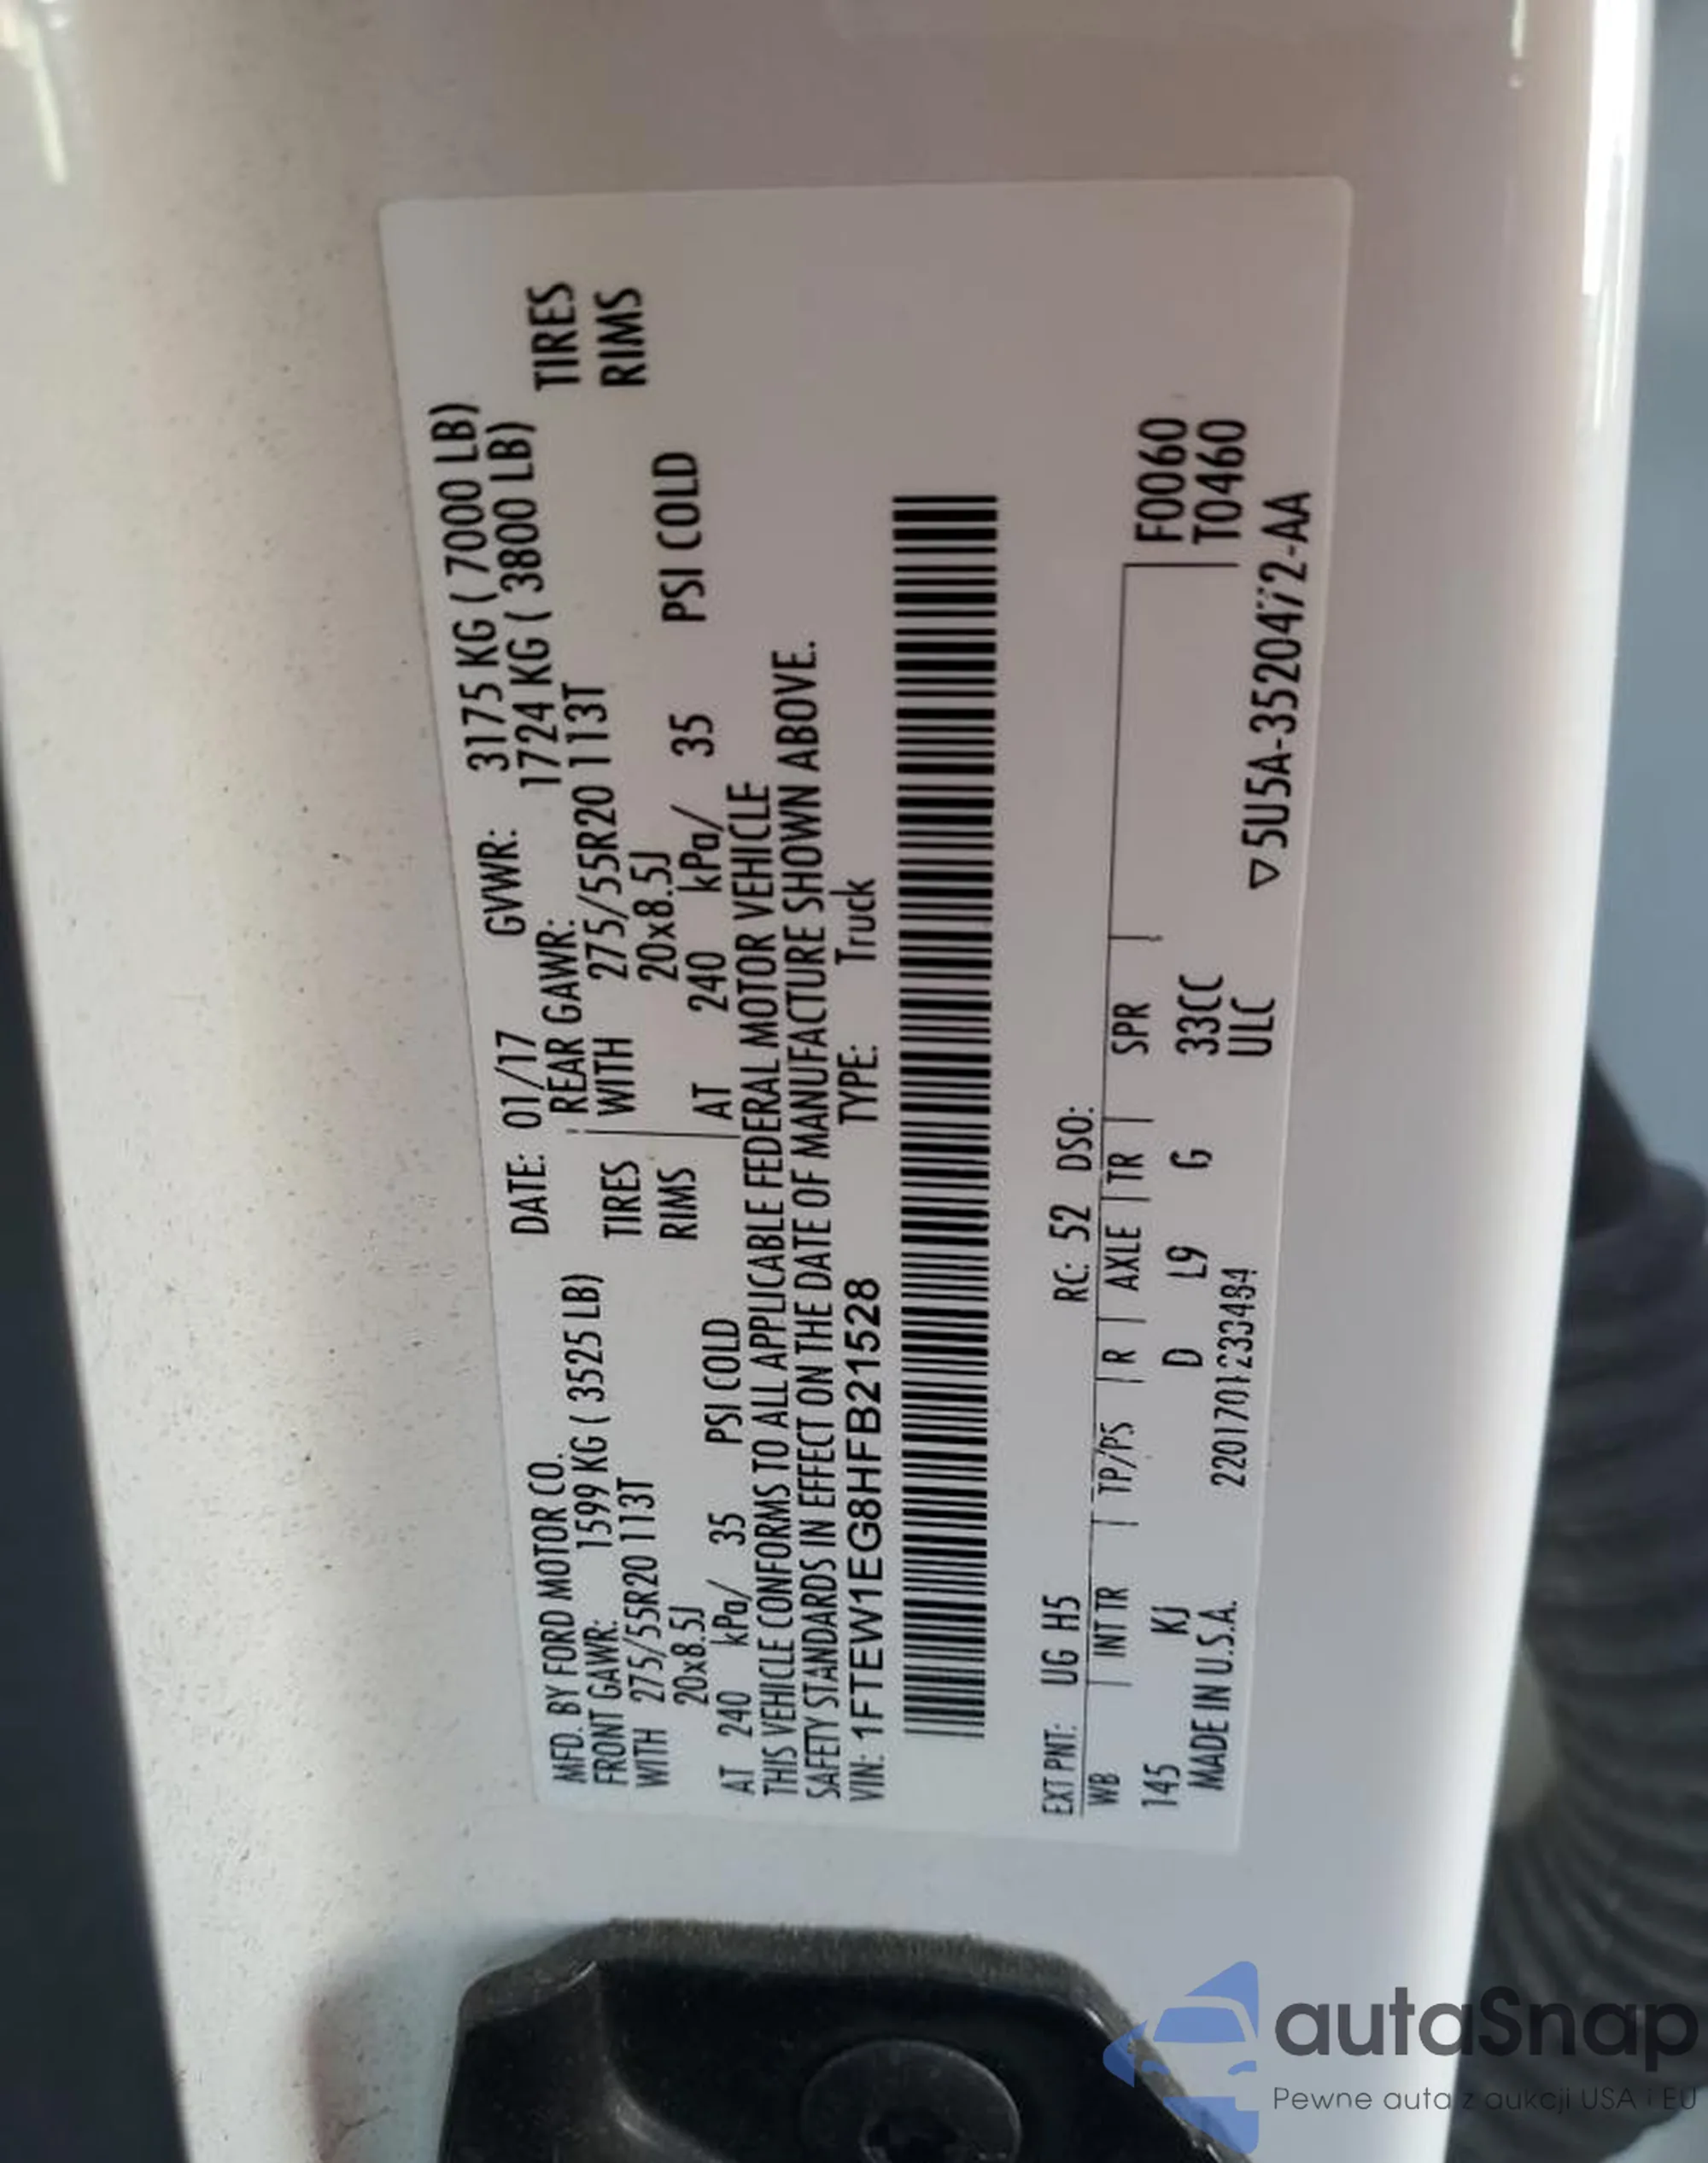 MFD. BY FORD MOTOR CO. DATE: 01/17 GVWR: 3175 KG ( 7000 LB)
FRONT GAWR: 1599 KG ( 3525 LB) REAR GAWR: 1724 KG ( 3800 LB)
WITH 275/55R20 113T TIRES WITH 275/55R20 113T TIRES
20x8.5J RIMS 20x8.5J RIMS
AT 240 kPa/ 35 PSI COLD AT 240 kPa/ 35 PSI COLD
THIS VEHICLE CONFORMS TO ALL APPLICABLE FEDERAL MOTOR VEHICLE
SAFETY STANDARDS IN EFFECT ON THE DATE OF MANUFACTURE SHOWN ABOVE.
VIN: 1FTEW1EG8HFB21528 TYPE: Truck
EXT PNT: UG H5 RC: 52 DSO:
WB INT TR TP/PS R AXLE TR SPR F0060
145 KJ D L9 G 33CC T0460
MADE IN U.S.A. 220170123 ULC ▽5U5A-3520472-AA
autaSnap
Pewne auta z aukcji USA i EU